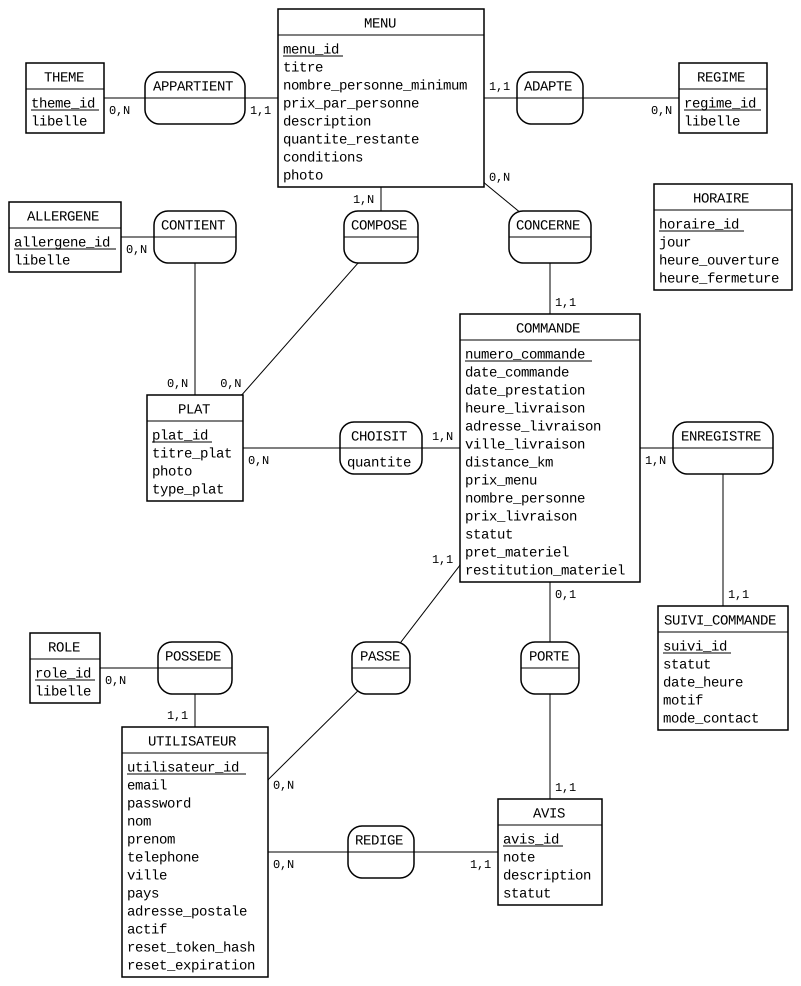 MENU
menu_id
titre
nombre_personne_minimum
prix_par_personne
description
quantite_restante
conditions
photo
THEME
theme_id
libelle
0,N
APPARTIENT
1,1
1,1
ADAPTE
0,N
REGIME
regime_id
libelle
ALLERGENE
allergene_id
libelle
0,N
CONTIENT
0,N
1,N
COMPOSE
0,N
0,N
CONCERNE
1,1
HORAIRE
horaire_id
jour
heure_ouverture
heure_fermeture
PLAT
plat_id
titre_plat
photo
type_plat
0,N
CHOISIT
quantite
1,N
COMMANDE
numero_commande
date_commande
date_prestation
heure_livraison
adresse_livraison
ville_livraison
distance_km
prix_menu
nombre_personne
prix_livraison
statut
pret_materiel
restitution_materiel
1,N
ENREGISTRE
1,1
SUIVI_COMMANDE
suivi_id
statut
date_heure
motif
mode_contact
ROLE
role_id
libelle
0,N
POSSEDE
1,1
1,1
PASSE
0,N
0,1
PORTE
1,1
UTILISATEUR
utilisateur_id
email
password
nom
prenom
telephone
ville
pays
adresse_postale
actif
reset_token_hash
reset_expiration
0,N
REDIGE
1,1
AVIS
avis_id
note
description
statut